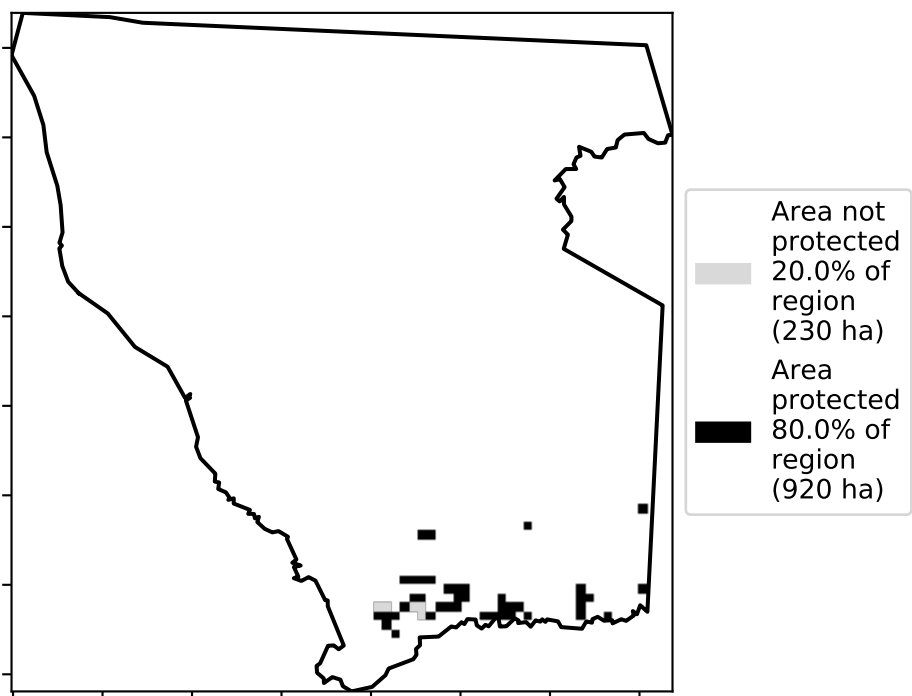 Area not
protected
20.0% of
region
(230 ha)
Area
protected
80.0% of
region
(920 ha)